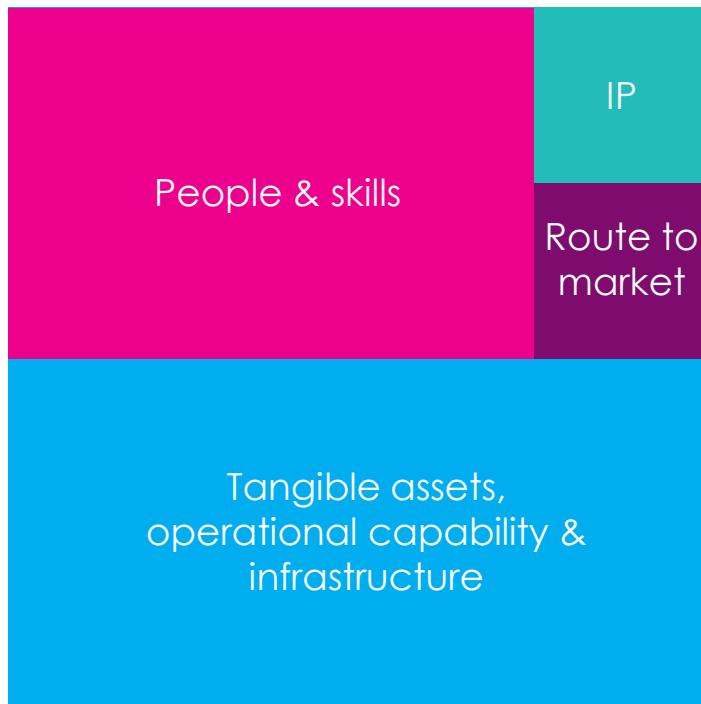 IP
People & skills
Route to
market
Tangible assets,
operational capability &
infrastructure